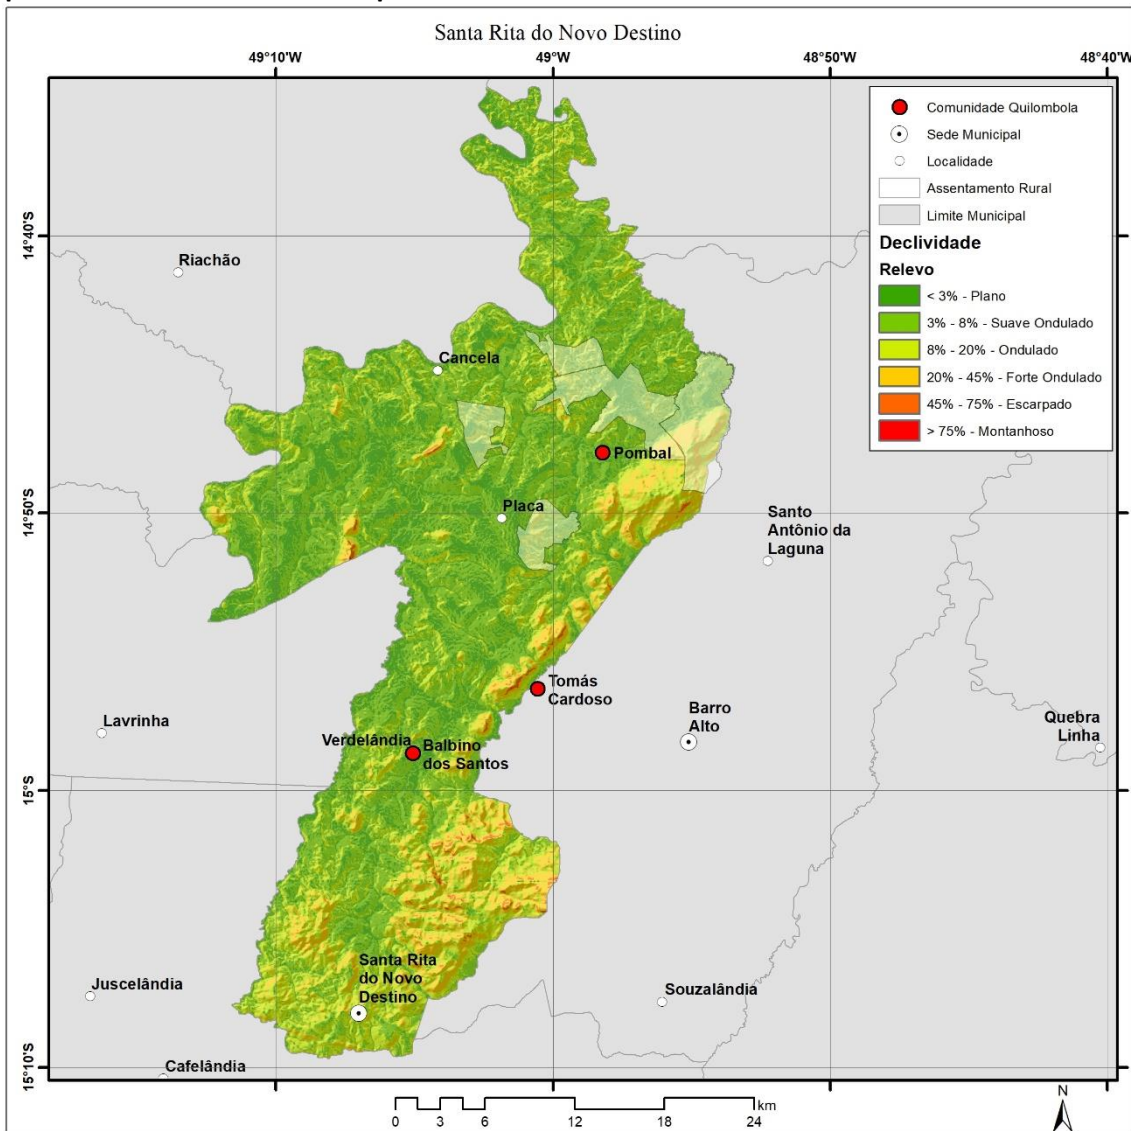 Santa Rita do Novo Destino
49°10'W
49°W
48°50'W
48°40'W
Comunidade Quilombola
Sede Municipal
Localidade
Assentamento Rural
Limite Municipal
Declividade
Relevo
< 3% - Plano
3% - 8% - Suave Ondulado
8% - 20% - Ondulado
20% - 45% - Forte Ondulado
45% - 75% - Escarpado
> 75% - Montanhoso
14°40'S
Riachão
Cancela
Pombal
14°50'S
Placa
Santo
Antônio da
Laguna
Tomás
Cardoso
Lavrinha
Barro
Alto
Quebra
Linha
Verdelândia
Balbino
dos Santos
15°S
Santa Rita
do Novo
Destino
Juscelândia
Souzalândia
15°10'S
Cafelândia
N
km
0
3
6
12
18
24